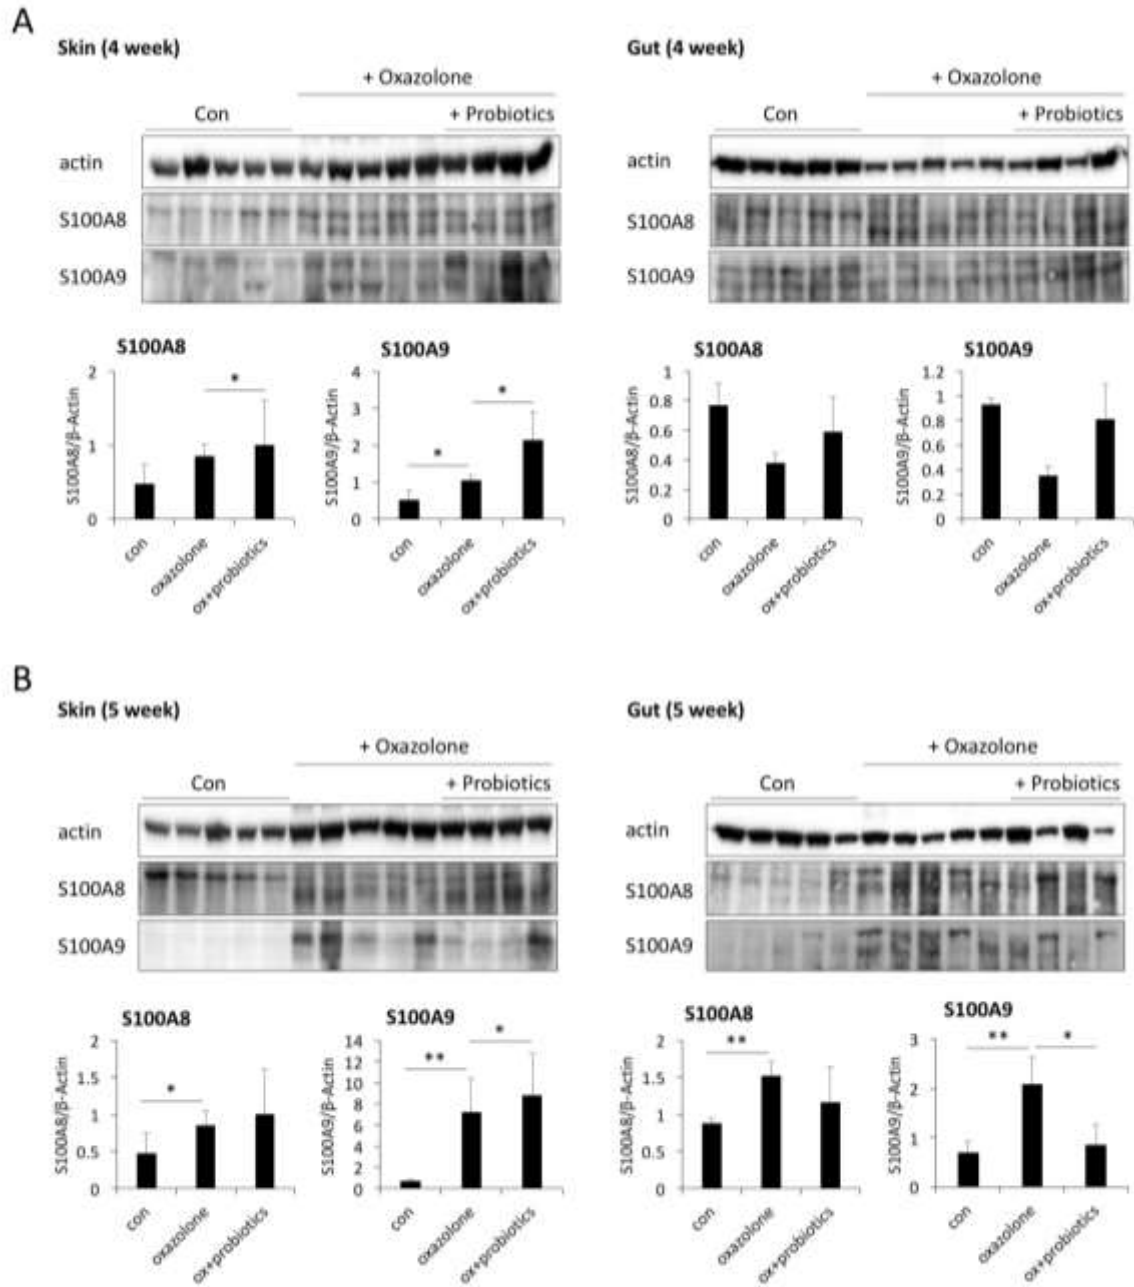 A
Skin (4 week)
+ Oxazolone
Con
+ Probiotics
actin
S100A8
S100A9
Gut (4 week)
+ Oxazolone
Con
+ Probiotics
actin
S100A8
S100A9
S100A8
S100A8/β-Actin
2
1
0
*
con
oxazolone
ox+probiotics
S100A9
S100A9/β-Actin
4
3
2
1
0
*
*
con
oxazolone
ox+probiotics
S100A8
S100A8/β-Actin
1
0.8
0.6
0.4
0.2
0
con
oxazolone
ox+probiotics
S100A9
S100A9/β-Actin
1.2
1
0.8
0.6
0.4
0.2
0
con
oxazolone
ox+probiotics
B
Skin (5 week)
+ Oxazolone
Con
+ Probiotics
actin
S100A8
S100A9
Gut (5 week)
+ Oxazolone
Con
+ Probiotics
actin
S100A8
S100A9
S100A8
S100A8/β-Actin
2
1.5
1
0.5
0
*
con
oxazolone
ox+probiotics
S100A9
S100A9/β-Actin
14
12
10
8
6
4
2
0
**
*
con
oxazolone
ox+probiotics
S100A8
S100A8/β-Actin
2
1.5
1
0.5
0
**
con
oxazolone
ox+probiotics
S100A9
S100A9/β-Actin
3
2
1
0
**
*
con
oxazolone
ox+probiotics